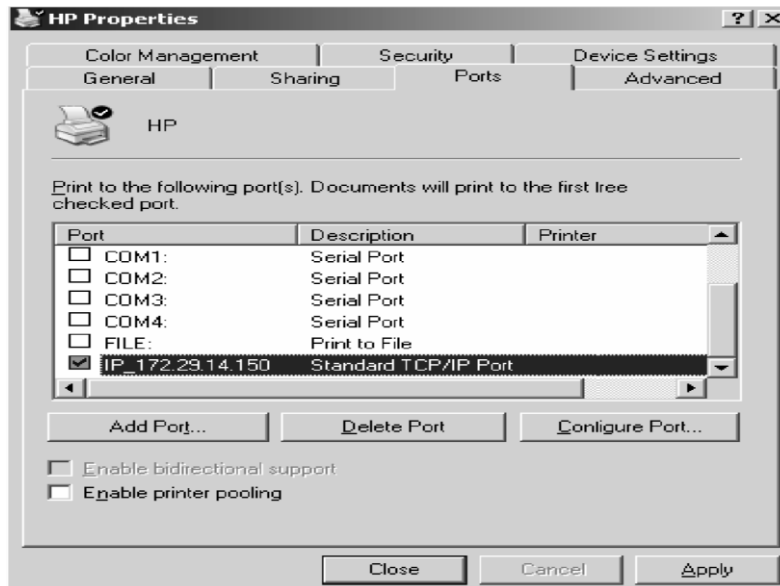 HP Properties
Color Management Security Device Settings
General Sharing Ports Advanced
HP
Print to the following port(s). Documents will print to the first free
checked port.
Port Description Printer
COM1: Serial Port
COM2: Serial Port
COM3: Serial Port
COM4: Serial Port
FILE: Print to File
IP_172.29.14.150 Standard TCP/IP Port
Add Port... Delete Port Configure Port...
Enable bidirectional support
Enable printer pooling
Close Cancel Apply